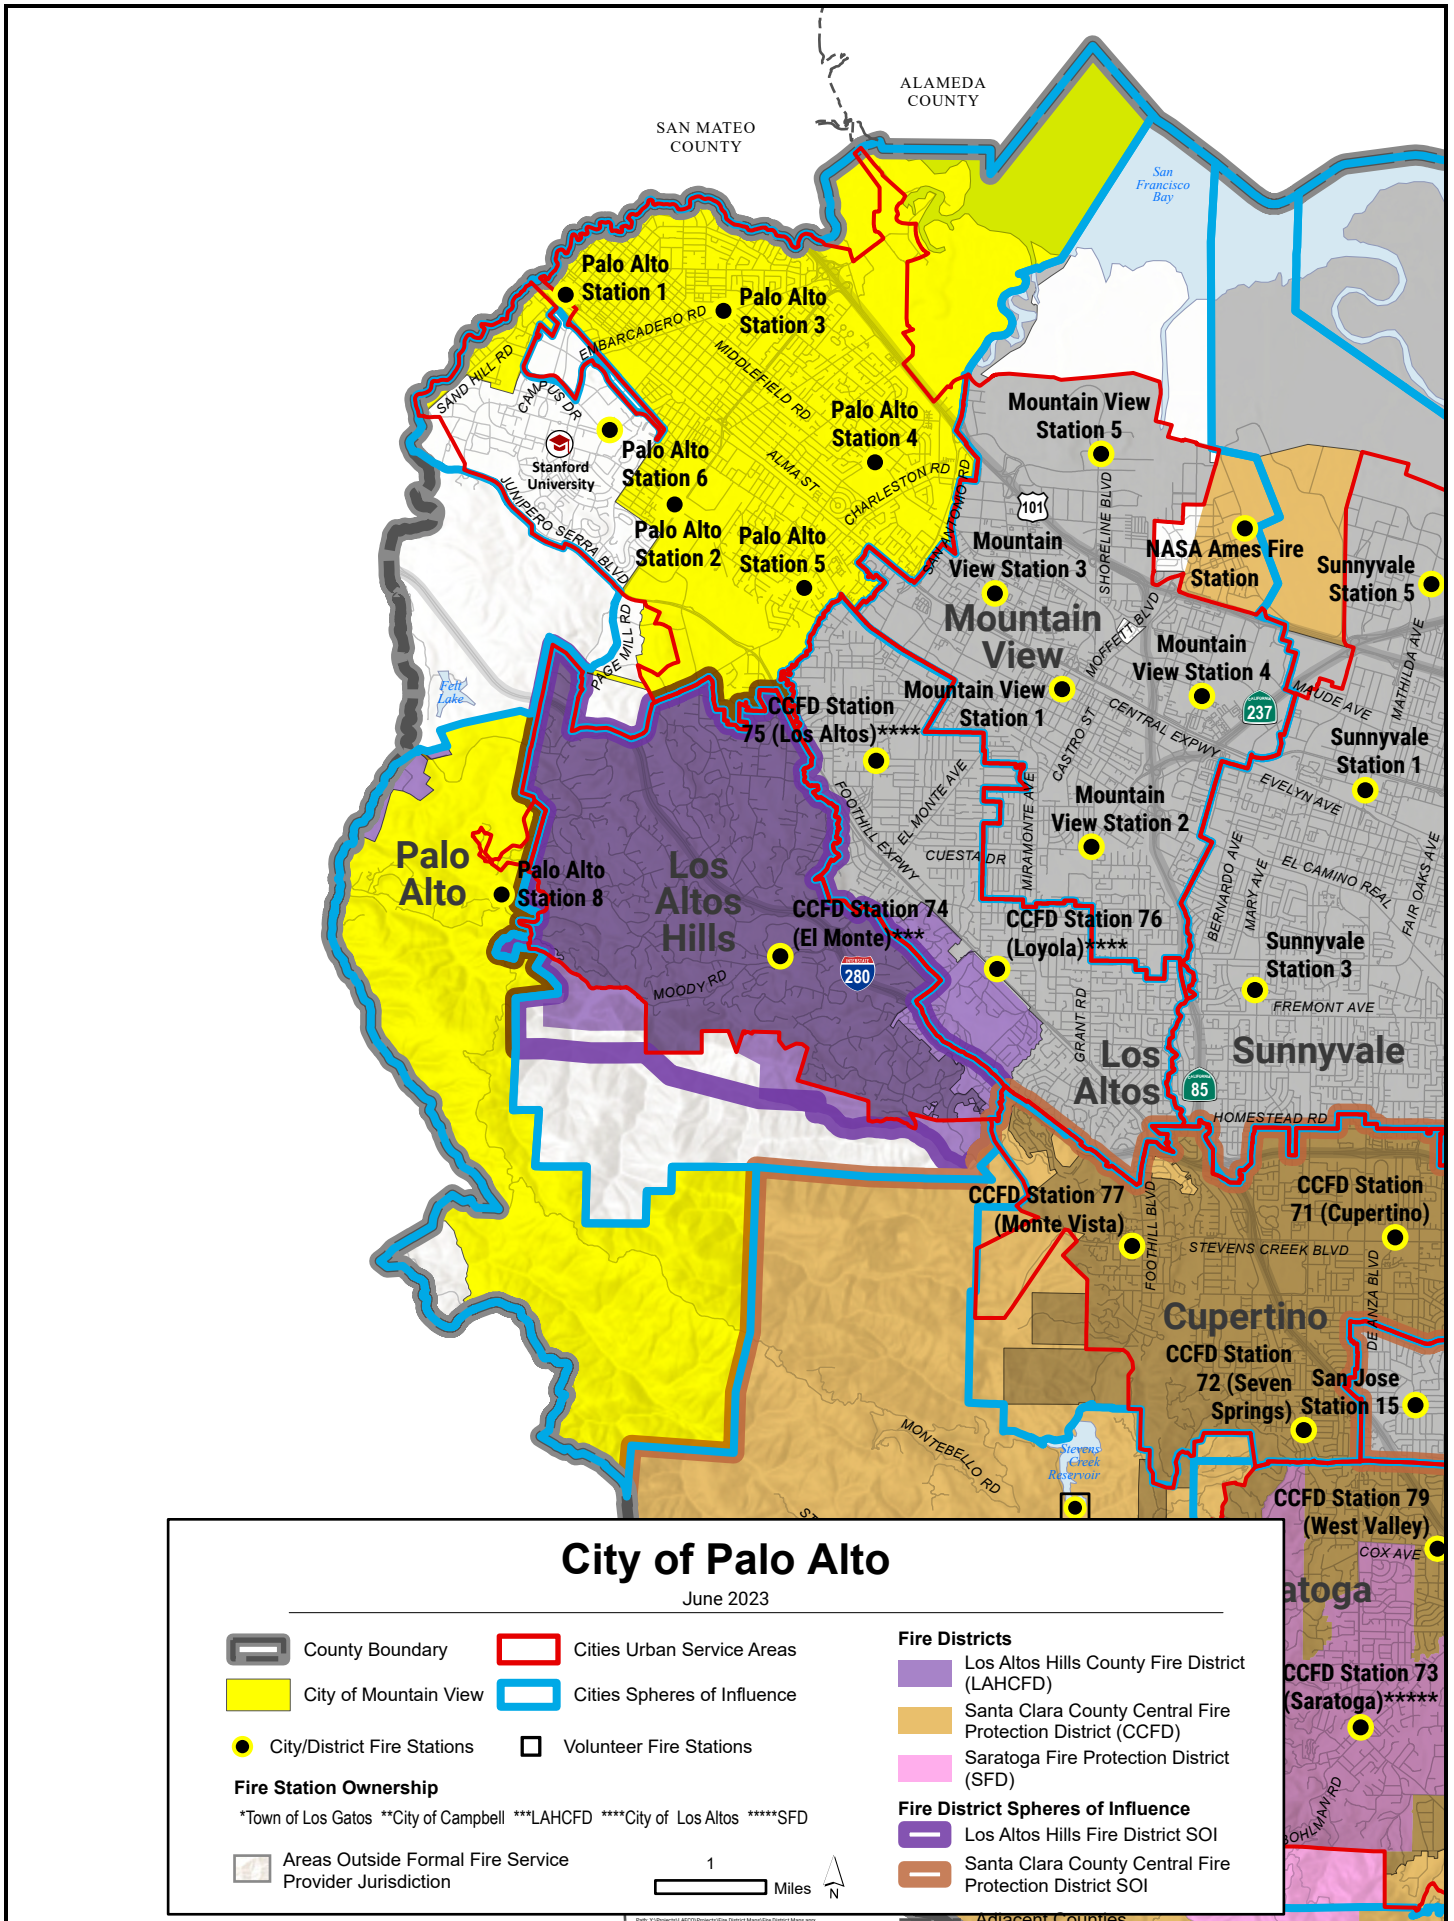 ALAMEDA
COUNTY
SAN MATEO
COUNTY
San
Francisco
Bay
Palo Alto
Station 1
Palo Alto
Station 3
EMBARCADERO RD
MIDDLEFIELD RD
SAND HILL RD
CAMPUS DR
Palo Alto
Station 4
Mountain View
Station 5
Stanford
University
Palo Alto
Station 6
ALMA ST
CHARLESTON RD
SAN ANTONIO RD
101
SHORELINE BLVD
JUNIPERO SERRA BLVD
Palo Alto
Station 2
Palo Alto
Station 5
Mountain
View Station 3
NASA Ames Fire
Station
Sunnyvale
Station 5
PAGE MILL RD
Mountain
View
MOFFETT BLVD
Mountain
View Station 4
MATHILDA AVE
Felt
Lake
CCFD Station
75 (Los Altos)****
Mountain View
Station 1
CASTRO ST
CENTRAL EXPWY
CALIFORNIA
237
MAUDE AVE
Sunnyvale
Station 1
FOOTHILL EXPWY
EL MONTE AVE
MIRAMONTE AVE
Mountain
View Station 2
EVELYN AVE
CUESTA DR
BERNARDO AVE
MARY AVE
EL CAMINO REAL
FAIR OAKS AVE
Palo
Alto
Palo Alto
Station 8
Los
Altos
Hills
CCFD Station 74
(El Monte)***
CCFD Station 76
(Loyola)****
Sunnyvale
Station 3
INTERSTATE
280
MOODY RD
GRANT RD
FREMONT AVE
Los
Altos
Sunnyvale
CALIFORNIA
85
HOMESTEAD RD
CCFD Station 77
(Monte Vista)
FOOTHILL BLVD
CCFD Station
71 (Cupertino)
STEVENS CREEK BLVD
DE ANZA BLVD
Cupertino
CCFD Station
72 (Seven
Springs)
San Jose
Station 15
MONTEBELLO RD
Stevens
Creek
Reservoir
ST
CCFD Station 79
(West Valley)
COX AVE
atoga
CCFD Station 73
(Saratoga)*****
BOHLMAN RD
City of Palo Alto
June 2023
County Boundary
Cities Urban Service Areas
City of Mountain View
Cities Spheres of Influence
City/District Fire Stations
Volunteer Fire Stations
Fire Station Ownership
*Town of Los Gatos **City of Campbell ***LAHCFD ****City of Los Altos *****SFD
Areas Outside Formal Fire Service
Provider Jurisdiction
1
Miles
N
Fire Districts
Los Altos Hills County Fire District
(LAHCFD)
Santa Clara County Central Fire
Protection District (CCFD)
Saratoga Fire Protection District
(SFD)
Fire District Spheres of Influence
Los Altos Hills Fire District SOI
Santa Clara County Central Fire
Protection District SOI
Adjacent Counties